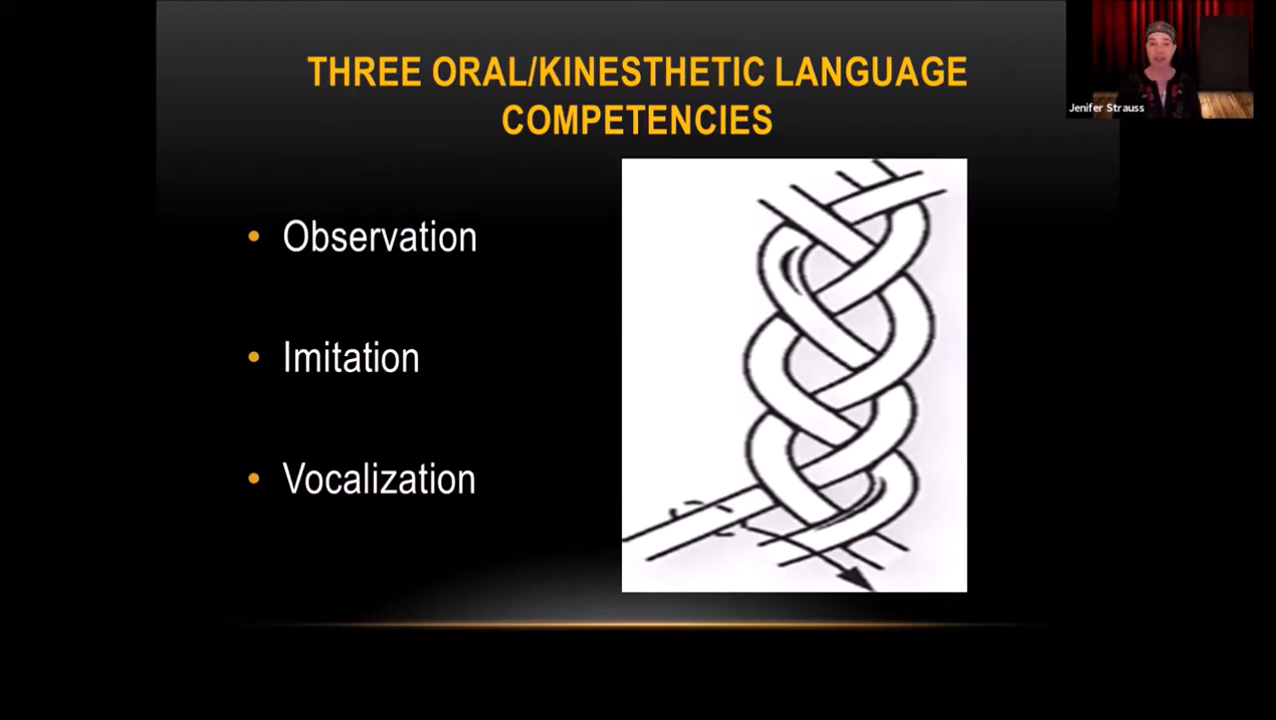 THREE ORAL/KINESTHETIC LANGUAGE
COMPETENCIES
Jenifer Strauss
• Observation
• Imitation
• Vocalization